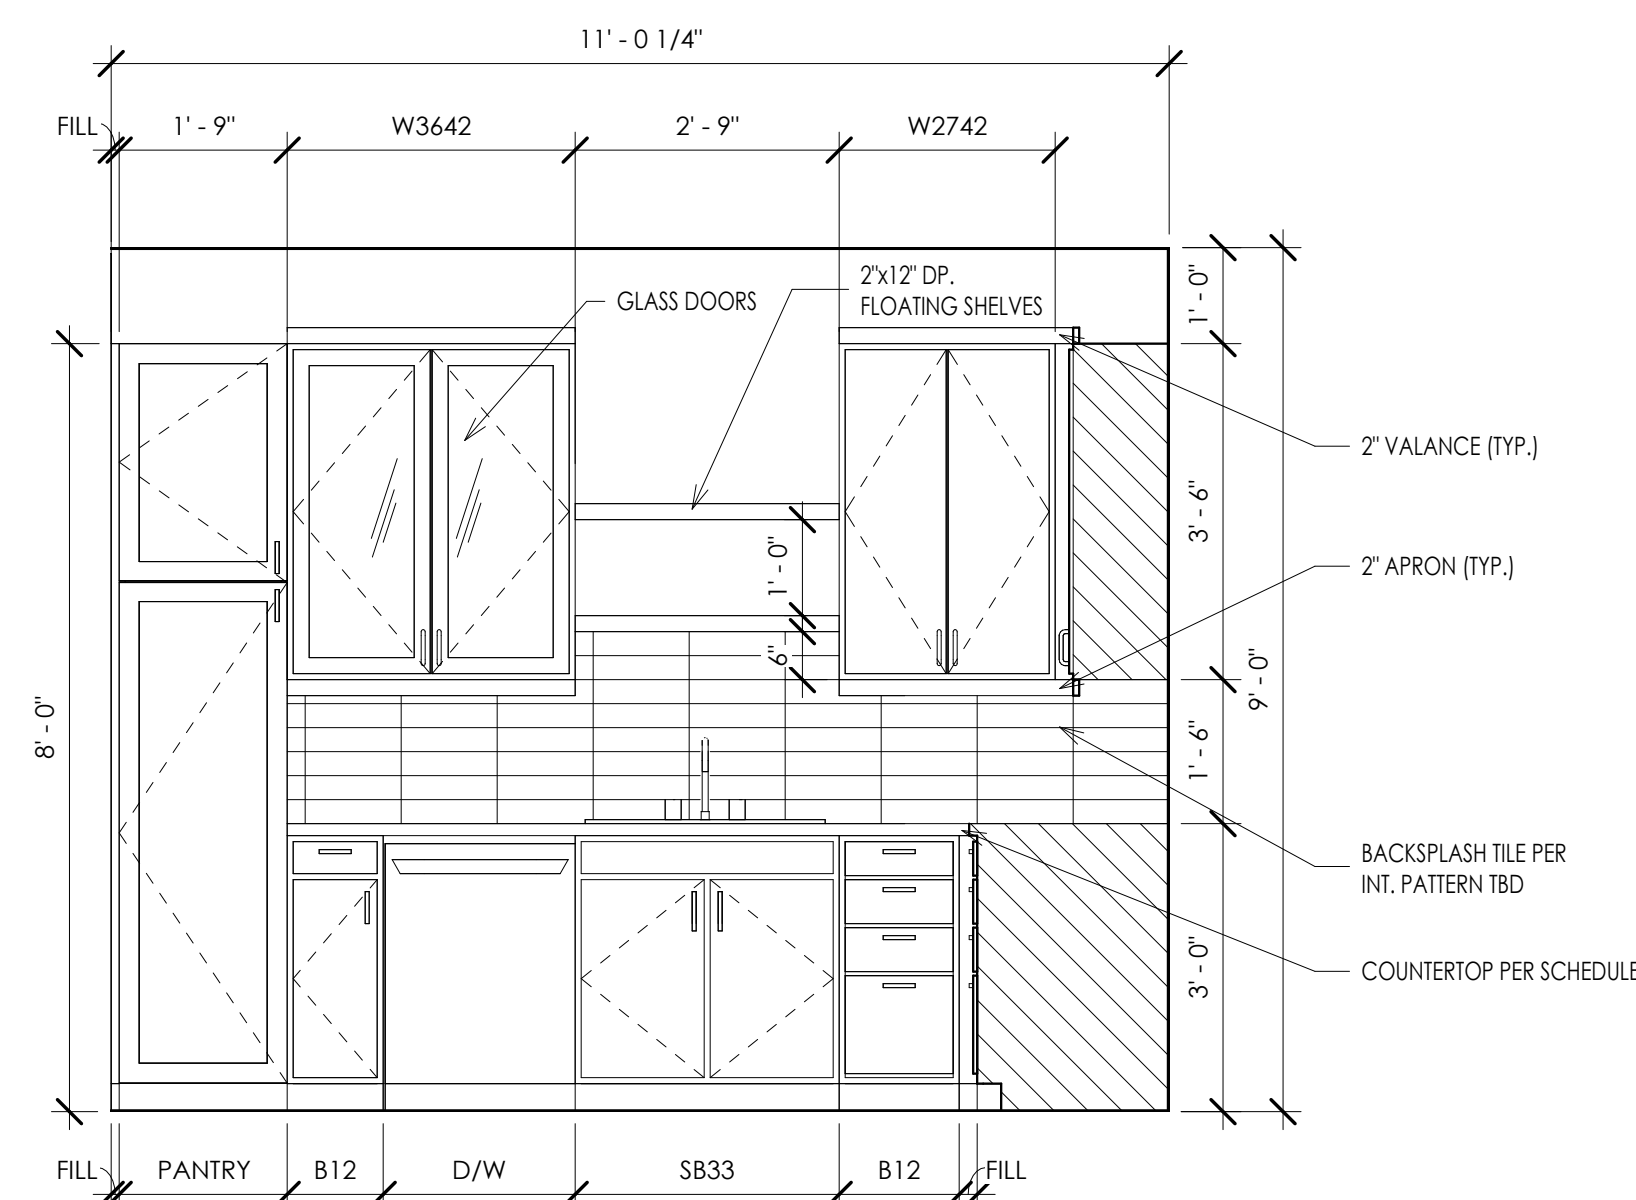 11' - 0 1/4"
FILL
1' - 9"
W3642
2' - 9"
W2742
GLASS DOORS
2"x12" DP.
FLOATING SHELVES
1' - 0"
2" VALANCE (TYP.)
3' - 6"
1' - 0"
2" APRON (TYP.)
6"
9' - 0"
8' - 0"
1' - 6"
BACKSPLASH TILE PER
INT. PATTERN TBD
3' - 0"
COUNTERTOP PER SCHEDULE
FILL
PANTRY
B12
D/W
SB33
B12
FILL